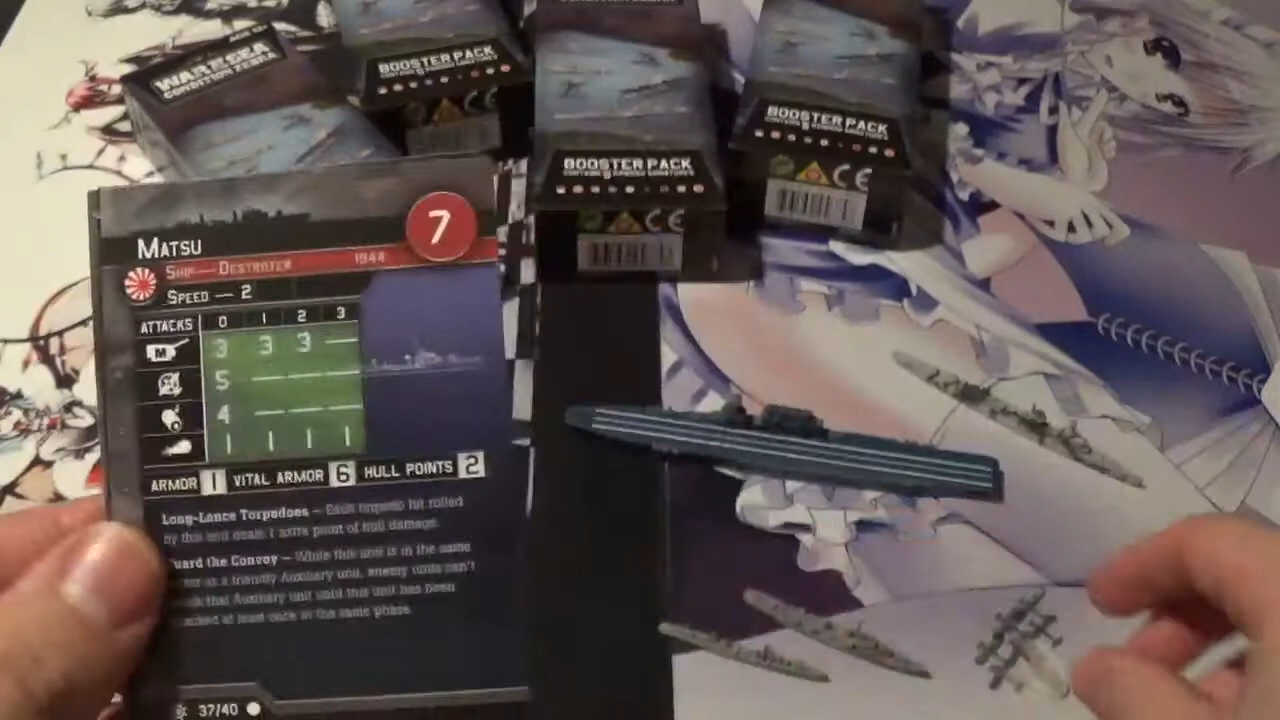 WAR AT SEA
CONDITION ZEBRA
BOOSTER PACK
BOOSTER PACK
BOOSTER PACK
CE
CE
CE
MATSU
7
SHIP—DESTROYER 1944
SPEED — 2
ATTACKS 0 1 2 3
3 3 3 —
5 — — —
4 — — —
1 1 1 1
ARMOR 1 VITAL ARMOR 6 HULL POINTS 2
Long-Lance Torpedoes — Each torpedo hit rolled
by this unit deals 1 extra point of hull damage.
uard the Convoy — While this unit is in the same
as a friendly Auxiliary unit, enemy units can't
that Auxiliary unit until this unit has been
at least once in the same phase.
37/40